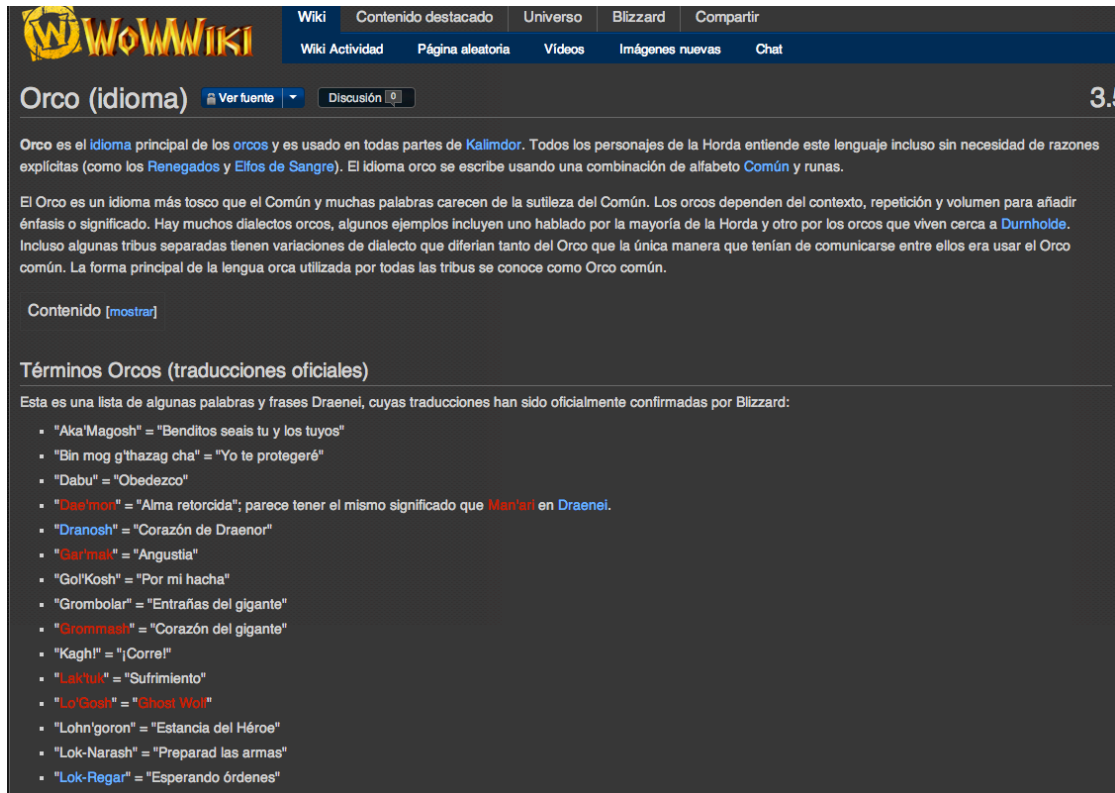 WoWWiki
Wiki Contenido destacado Universo Blizzard Compartir
Wiki Actividad Página aleatoria Vídeos Imágenes nuevas Chat
Orco (idioma) Ver fuente Discusión 0 3.5
Orco es el idioma principal de los orcos y es usado en todas partes de Kalimdor. Todos los personajes de la Horda entiende este lenguaje incluso sin necesidad de razones
explícitas (como los Renegados y Elfos de Sangre). El idioma orco se escribe usando una combinación de alfabeto Común y runas.
El Orco es un idioma más tosco que el Común y muchas palabras carecen de la sutileza del Común. Los orcos dependen del contexto, repetición y volumen para añadir
énfasis o significado. Hay muchos dialectos orcos, algunos ejemplos incluyen uno hablado por la mayoría de la Horda y otro por los orcos que viven cerca a Durnholde.
Incluso algunas tribus separadas tienen variaciones de dialecto que diferian tanto del Orco que la única manera que tenían de comunicarse entre ellos era usar el Orco
común. La forma principal de la lengua orca utilizada por todas las tribus se conoce como Orco común.
Contenido [mostrar]
Términos Orcos (traducciones oficiales)
Esta es una lista de algunas palabras y frases Draenei, cuyas traducciones han sido oficialmente confirmadas por Blizzard:
"Aka'Magosh" = "Benditos seais tu y los tuyos"
"Bin mog g'thazag cha" = "Yo te protegeré"
"Dabu" = "Obedezco"
"Dae'mon" = "Alma retorcida"; parece tener el mismo significado que Man'ari en Draenei.
"Dranosh" = "Corazón de Draenor"
"Gar'mak" = "Angustia"
"Gol'Kosh" = "Por mi hacha"
"Grombolar" = "Entrañas del gigante"
"Grommash" = "Corazón del gigante"
"Kagh!" = "¡Corre!"
"Lak'tuk" = "Sufrimiento"
"Lo'Gosh" = "Ghost Wolf"
"Lohn'goron" = "Estancia del Héroe"
"Lok-Narash" = "Preparad las armas"
"Lok-Regar" = "Esperando órdenes"